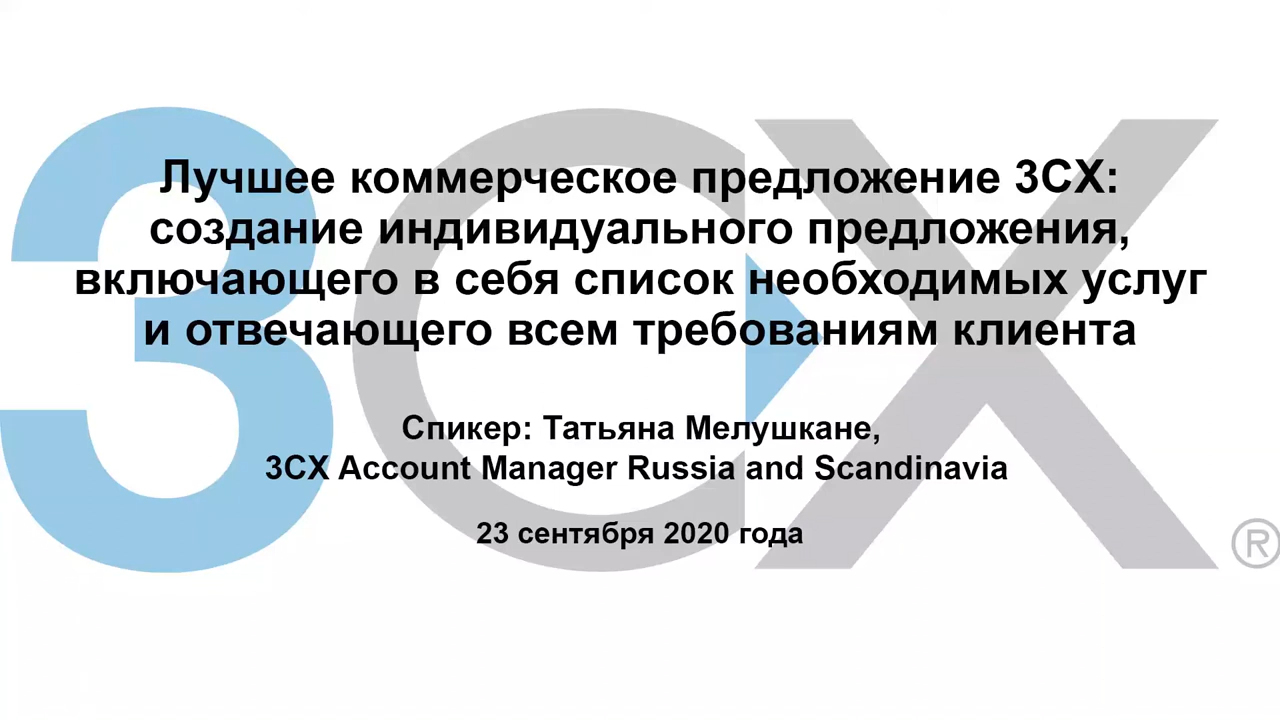 Лучшее коммерческое предложение 3CX:
создание индивидуального предложения,
включающего в себя список необходимых услуг
и отвечающего всем требованиям клиента
Спикер: Татьяна Мелушкане,
3CX Account Manager Russia and Scandinavia
23 сентября 2020 года
3CX®